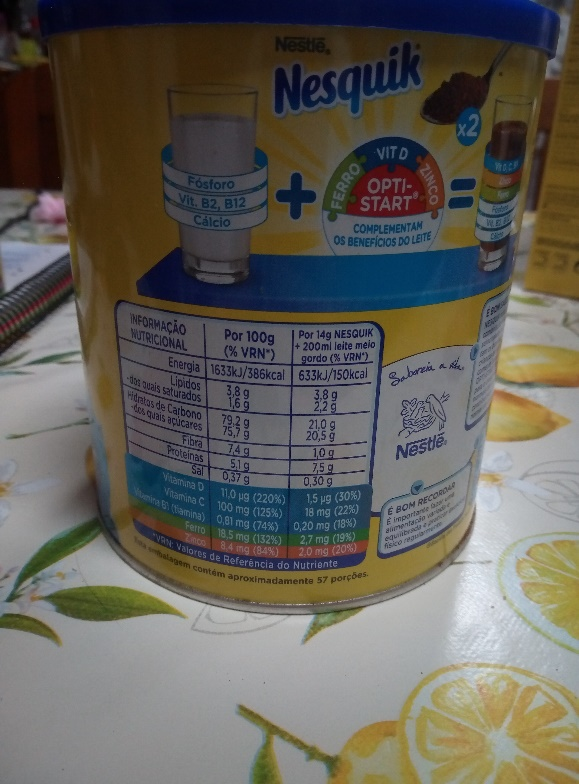 Nestlé®
Nesquik®
x2
Fósforo
Vit. B2, B12
Cálcio
+
FERRO VIT D ZINCO
OPTI-
START®
COMPLEMENTAM
OS BENEFÍCIOS DO LEITE
=
INFORMAÇÃO
NUTRICIONAL
Por 100g
(% VRN*)
Por 14g NESQUIK
+ 200ml leite meio
gordo (% VRN*)
Energia 1633kJ/386kcal 633kJ/150kcal
Lípidos 3,8 g 3,8 g
-dos quais saturados 1,6 g 2,2 g
Hidratos de Carbono 79,2 g 21,0 g
-dos quais açúcares 75,7 g 20,5 g
Fibra 7,4 g 1,0 g
Proteínas 5,1 g 7,5 g
Sal 0,37 g 0,30 g
Vitamina D 11,0 µg (220%) 1,5 µg (30%)
Vitamina C 100 mg (125%) 18 mg (22%)
Vitamina B1 (tiamina) 0,81 mg (74%) 0,20 mg (18%)
Ferro 18,5 mg (132%) 2,7 mg (19%)
Zinco 8,4 mg (84%) 2,0 mg (20%)
*VRN: Valores de Referência do Nutriente
Esta embalagem contém aproximadamente 57 porções.
Saboreia a vida.
Nestlé®
É BOM RECORDAR
É importante fazer uma
alimentação variada e
equilibrada e
físico regularmente.